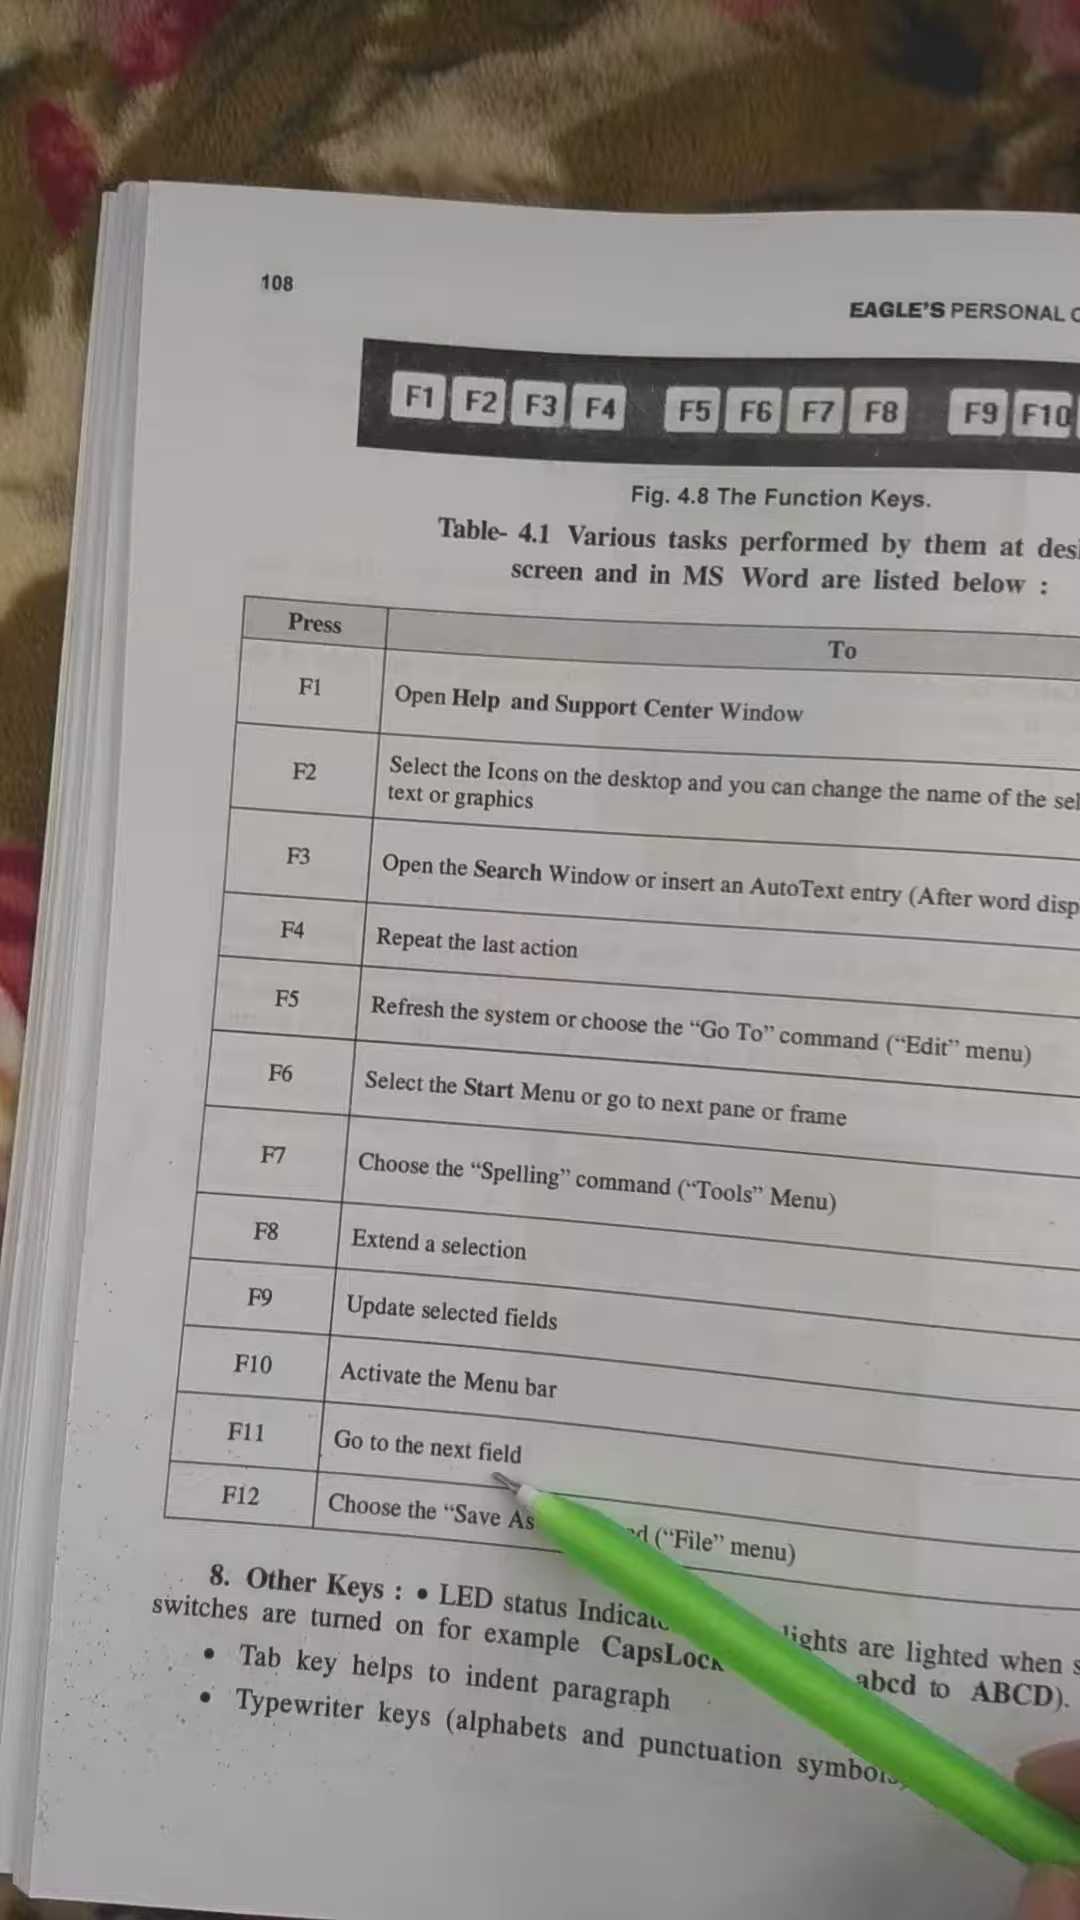 108
EAGLE'S PERSONAL
F1 F2 F3 F4 F5 F6 F7 F8 F9 F10
Fig. 4.8 The Function Keys.
Table- 4.1 Various tasks performed by them at
screen and in MS Word are listed below :
Press To
F1 Open Help and Support Center Window
F2 Select the Icons on the desktop and you can change the name of the
text or graphics
F3 Open the Search Window or insert an AutoText entry (After word
F4 Repeat the last action
F5 Refresh the system or choose the “Go To” command (“Edit” menu)
F6 Select the Start Menu or go to next pane or frame
F7 Choose the “Spelling” command (“Tools” Menu)
F8 Extend a selection
F9 Update selected fields
F10 Activate the Menu bar
F11 Go to the next field
F12 Choose the “Save As (“File” menu)
8. Other Keys : • LED status lights are lighted when
switches are turned on for example CapsLock abcd to ABCD).
• Tab key helps to indent paragraph
• Typewriter keys (alphabets and punctuation symbols